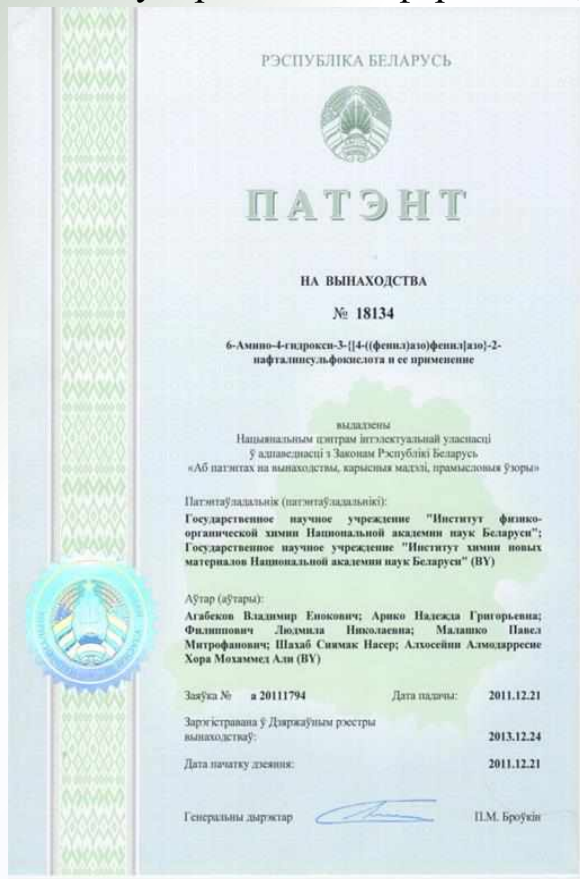 РЭСПУБЛІКА БЕЛАРУСЬ
ПАТЭНТ
НА ВЫНАХОДСТВА
№ 18134
6-Амино-4-гидрокси-3-{[4-((фенил)азо)фенил]азо}-2-
нафталинсульфокислота и ее применение
выдадзены
Нацыянальным цэнтрам інтэлектуальнай уласнасці
ў адпаведнасці з Законам Рэспублікі Беларусь
«Аб патэнтах на вынаходствы, карысныя мадэлі, прамысловыя ўзоры»
Патэнтаўладальнік (патэнтаўладальнікі):
Государственное научное учреждение "Институт физико-
органической химии Национальной академии наук Беларуси";
Государственное научное учреждение "Институт химии новых
материалов Национальной академии наук Беларуси" (BY)
Аўтар (аўтары):
Агабеков Владимир Енокович; Арико Надежда Григорьевна;
Филиппович Людмила Николаевна; Малашко Павел
Митрофанович; Шахаб Сиямак Насер; Алхосейни Алмодарресие
Хора Мохаммед Али (BY)
Заяўка № а 20111794 Дата падачы: 2011.12.21
Зарэгістравана ў Дзяржаўным рэестры
вынаходстваў: 2013.12.24
Дата пачатку дзеяння: 2011.12.21
Генеральны дырэктар П.М. Броўкін